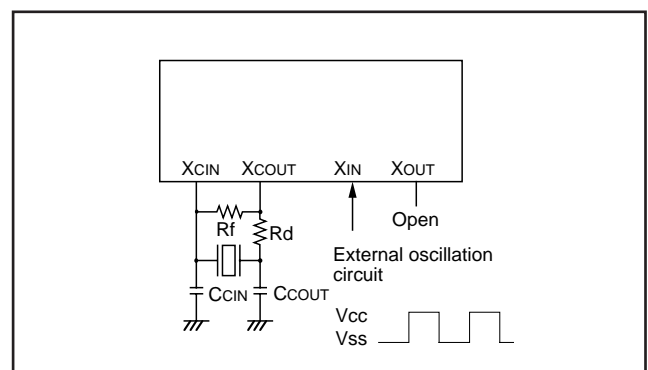 XCIN XCOUT XIN XOUT
Rf
Rd
Open
External oscillation
circuit
CCIN CCOUT
Vcc
Vss